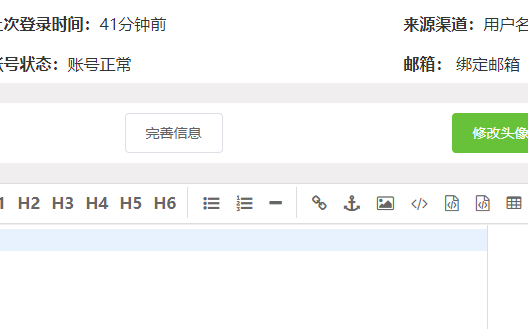 上次登录时间：41分钟前 来源渠道：用户名
账号状态：账号正常 邮箱：绑定邮箱
完善信息 修改头像
H2 H3 H4 H5 H6